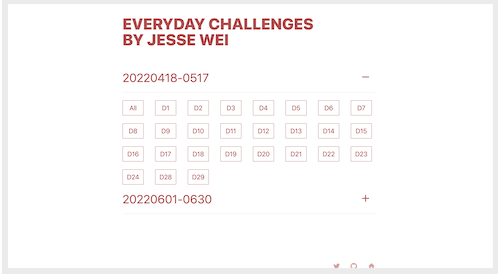 EVERYDAY CHALLENGES
BY JESSE WEI
20220418-0517 −
All D1 D2 D3 D4 D5 D6 D7
D8 D9 D10 D11 D12 D13 D14 D15
D16 D17 D18 D19 D20 D21 D22 D23
D24 D28 D29
20220601-0630 +